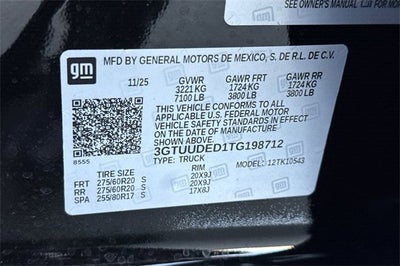 SEE OWNER'S MANUAL
gm
MFD BY GENERAL MOTORS DE MEXICO, S. DE R.L. DE C.V.
11/25 GVWR GAWR FRT GAWR RR
3221 KG 1724 KG 1724 KG
7100 LB 3800 LB 3800 LB
THIS VEHICLE CONFORMS TO ALL
APPLICABLE U.S. FEDERAL MOTOR
VEHICLE SAFETY STANDARDS IN EFFECT ON
THE DATE OF MANUFACTURE SHOWN ABOVE.
3GTUUDED1TG198712
8555 TYPE: TRUCK MODEL: 12TK10543
TIRE SIZE RIM
FRT 275/60R20 S 20X9J
RR 275/60R20 S 20X9J
SPA 255/80R17 S 17X8J